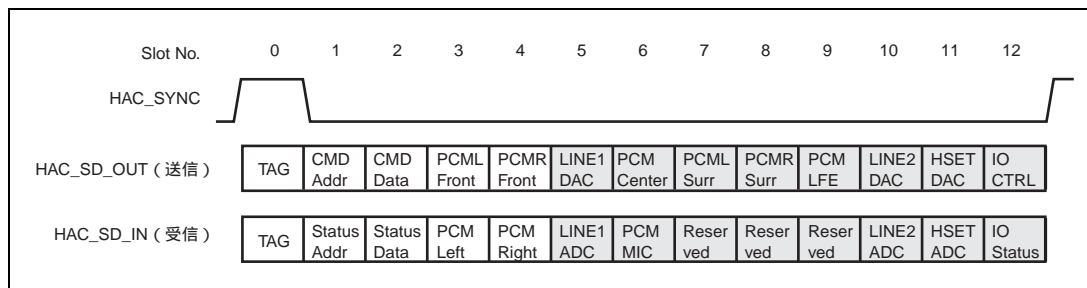 Slot No. 0 1 2 3 4 5 6 7 8 9 10 11 12
HAC_SYNC
HAC_SD_OUT（送信） TAG CMD Addr CMD Data PCML Front PCMR Front LINE1 DAC PCM Center PCML Surr PCMR Surr PCM LFE LINE2 DAC HSET DAC IO CTRL
HAC_SD_IN（受信） TAG Status Addr Status Data PCM Left PCM Right LINE1 ADC PCM MIC Reser ved Reser ved Reser ved LINE2 ADC HSET ADC IO Status